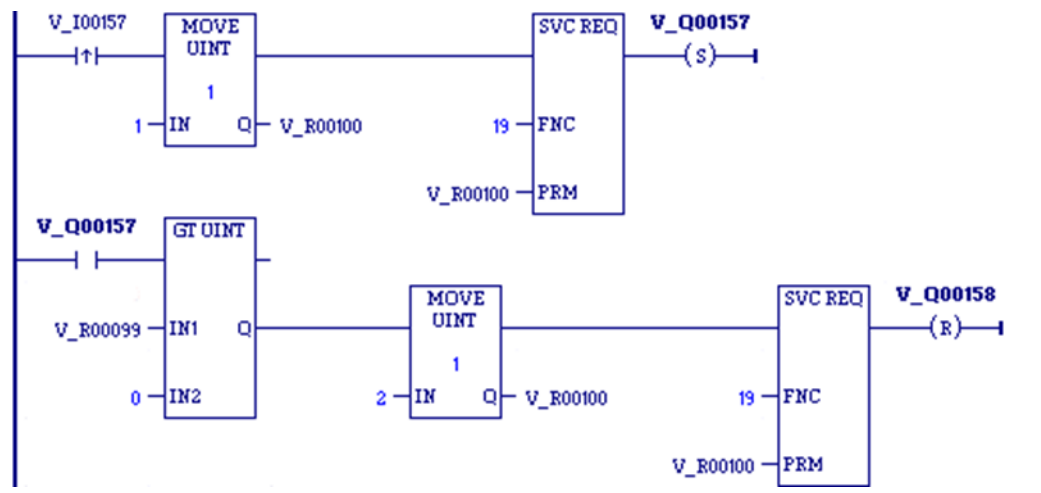 V_I00157
MOVE
UINT
1
SVC REQ
V_Q00157
↑
(S)
1 IN Q V_R00100
19 FNC
V_R00100 PRM
V_Q00157
GT UINT
MOVE
UINT
1
SVC REQ
V_Q00158
V_R00099 IN1 Q
(R)
0 IN2
2 IN Q V_R00100
19 FNC
V_R00100 PRM